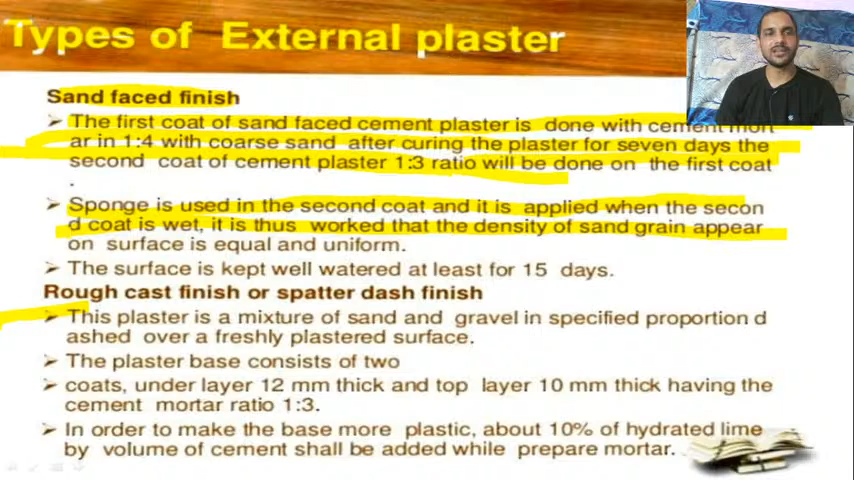 Types of External plaster
Sand faced finish
➢ The first coat of sand faced cement plaster is done with cement mort
ar in 1:4 with coarse sand after curing the plaster for seven days the
second coat of cement plaster 1:3 ratio will be done on the first coat
.
➢ Sponge is used in the second coat and it is applied when the secon
d coat is wet, it is thus worked that the density of sand grain appear
on surface is equal and uniform.
➢ The surface is kept well watered at least for 15 days.
Rough cast finish or spatter dash finish
➢ This plaster is a mixture of sand and gravel in specified proportion d
ashed over a freshly plastered surface.
➢ The plaster base consists of two
➢ coats, under layer 12 mm thick and top layer 10 mm thick having the
cement mortar ratio 1:3.
➢ In order to make the base more plastic, about 10% of hydrated lime
by volume of cement shall be added while prepare mortar.